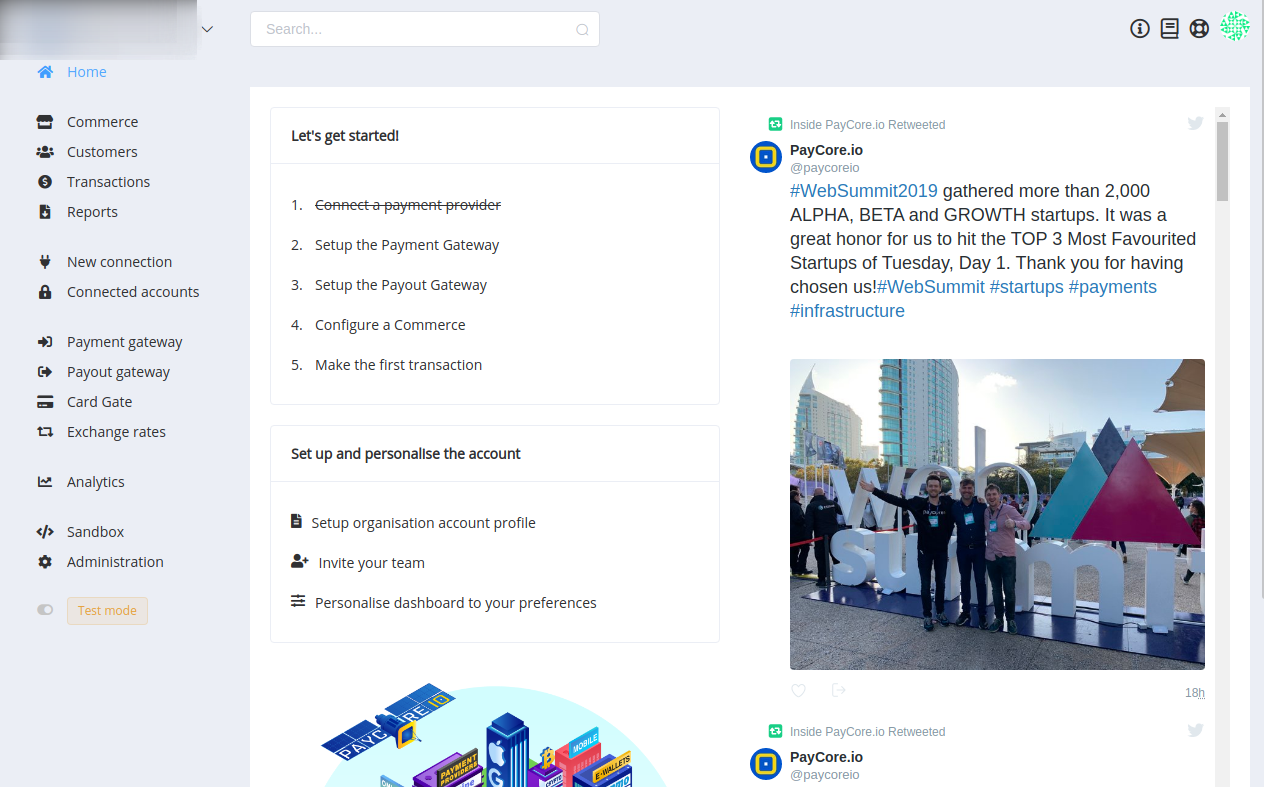 Search...
Home
Commerce
Customers
Transactions
Reports
New connection
Connected accounts
Payment gateway
Payout gateway
Card Gate
Exchange rates
Analytics
Sandbox
Administration
Test mode
Let's get started!
1. Connect a payment provider
2. Setup the Payment Gateway
3. Setup the Payout Gateway
4. Configure a Commerce
5. Make the first transaction
Set up and personalise the account
Setup organisation account profile
Invite your team
Personalise dashboard to your preferences
PAYCORE IO
PAYMENT
PROVIDERS
MOBILE
E-WALLETS
Inside PayCore.io Retweeted
PayCore.io
@paycoreio
#WebSummit2019 gathered more than 2,000
ALPHA, BETA and GROWTH startups. It was a
great honor for us to hit the TOP 3 Most Favourited
Startups of Tuesday, Day 1. Thank you for having
chosen us!#WebSummit #startups #payments
#infrastructure
summit
18h
Inside PayCore.io Retweeted
PayCore.io
@paycoreio